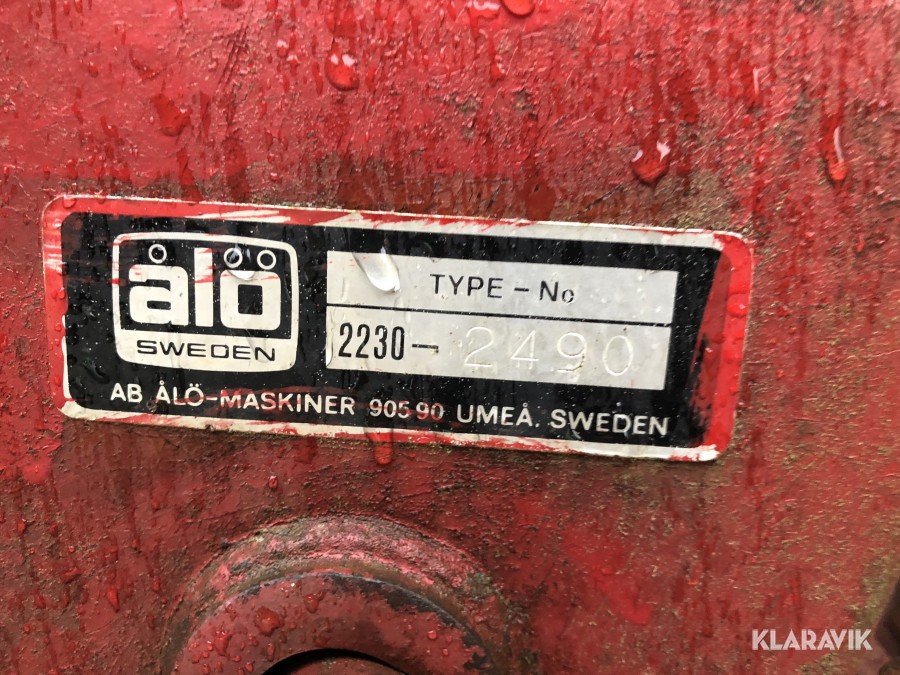 ålö
SWEDEN
TYPE - No
2230- 2490
AB ÅLÖ-MASKINER 905 90 UMEÅ. SWEDEN
KLARAVIK